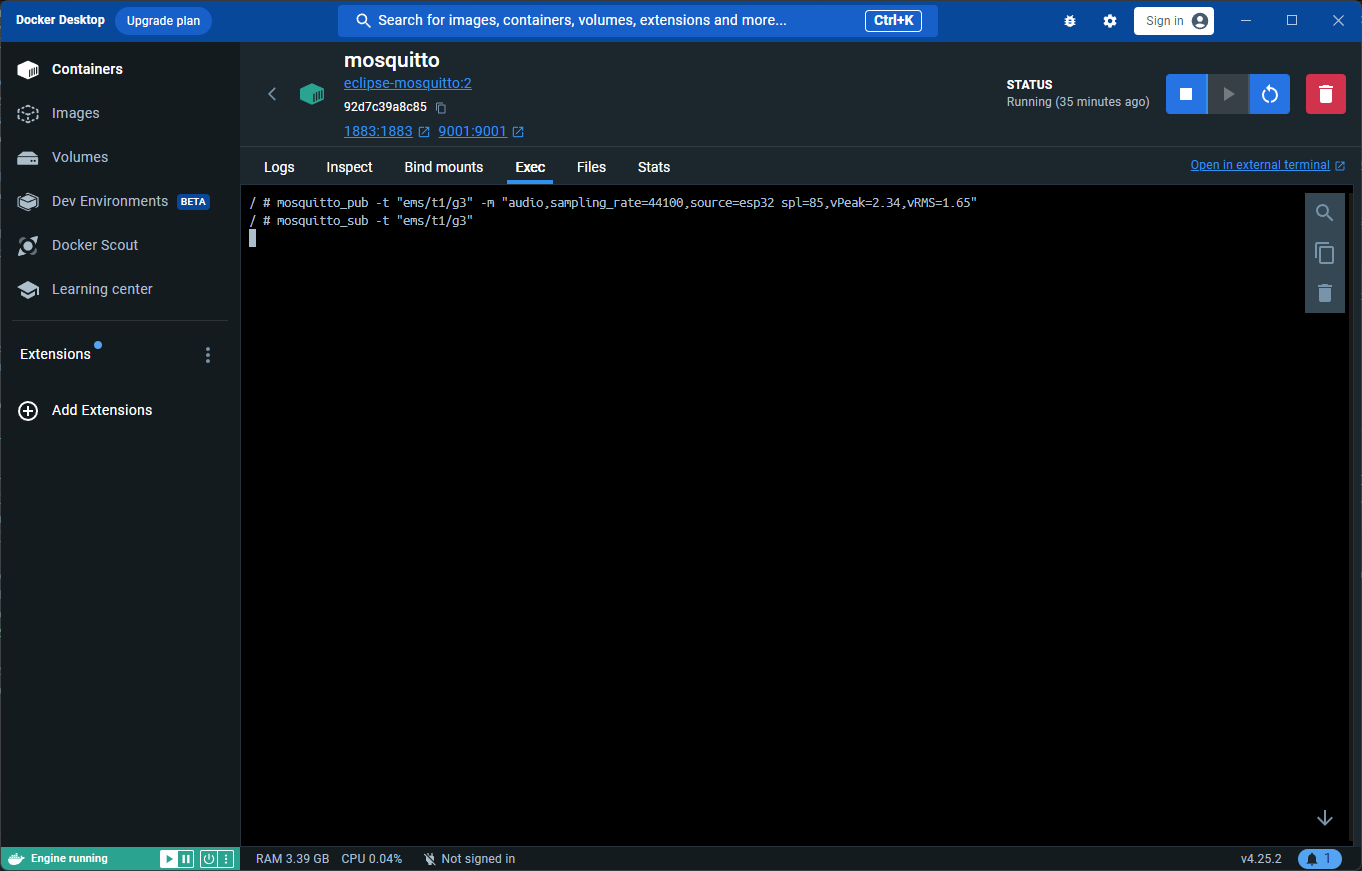 Docker Desktop
Upgrade plan
Search for images, containers, volumes, extensions and more...
Ctrl+K
Sign in
Containers
Images
Volumes
Dev Environments
BETA
Docker Scout
Learning center
Extensions
Add Extensions
mosquitto
eclipse-mosquitto:2
92d7c39a8c85
1883:1883 9001:9001
STATUS
Running (35 minutes ago)
Logs Inspect Bind mounts Exec Files Stats
Open in external terminal
/ # mosquitto_pub -t "ems/t1/g3" -m "audio,sampling_rate=44100,source=esp32 spl=85,vPeak=2.34,vRMS=1.65"
/ # mosquitto_sub -t "ems/t1/g3"
Engine running
RAM 3.39 GB CPU 0.04% Not signed in
v4.25.2
1